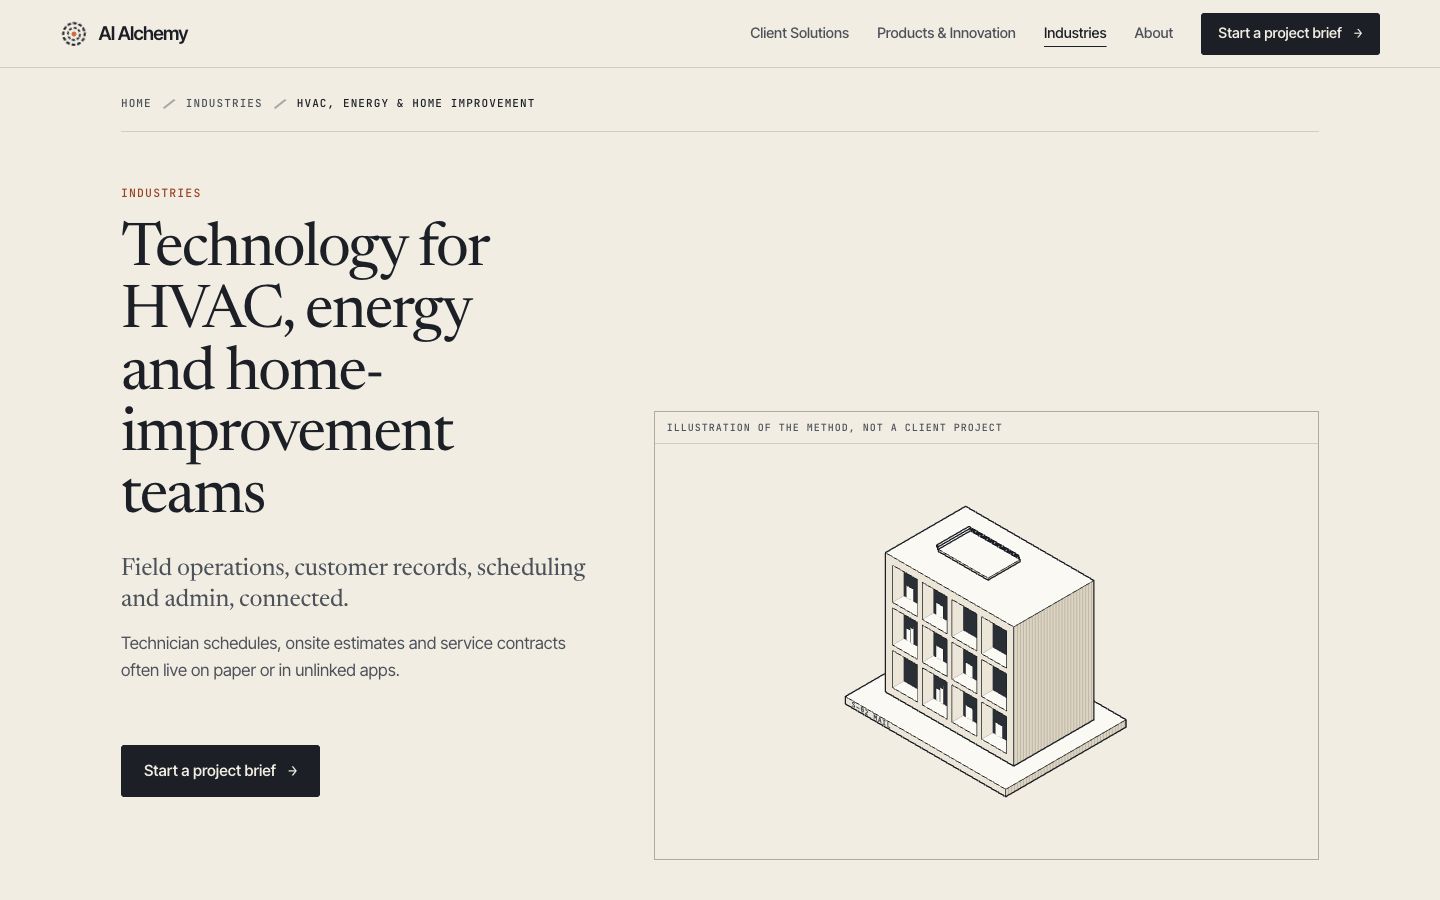 AI Alchemy
Client Solutions
Products & Innovation
Industries
About
Start a project brief →
HOME / INDUSTRIES / HVAC, ENERGY & HOME IMPROVEMENT
INDUSTRIES
Technology for
HVAC, energy
and home-
improvement
teams
Field operations, customer records, scheduling
and admin, connected.
Technician schedules, onsite estimates and service contracts
often live on paper or in unlinked apps.
Start a project brief →
ILLUSTRATION OF THE METHOD, NOT A CLIENT PROJECT